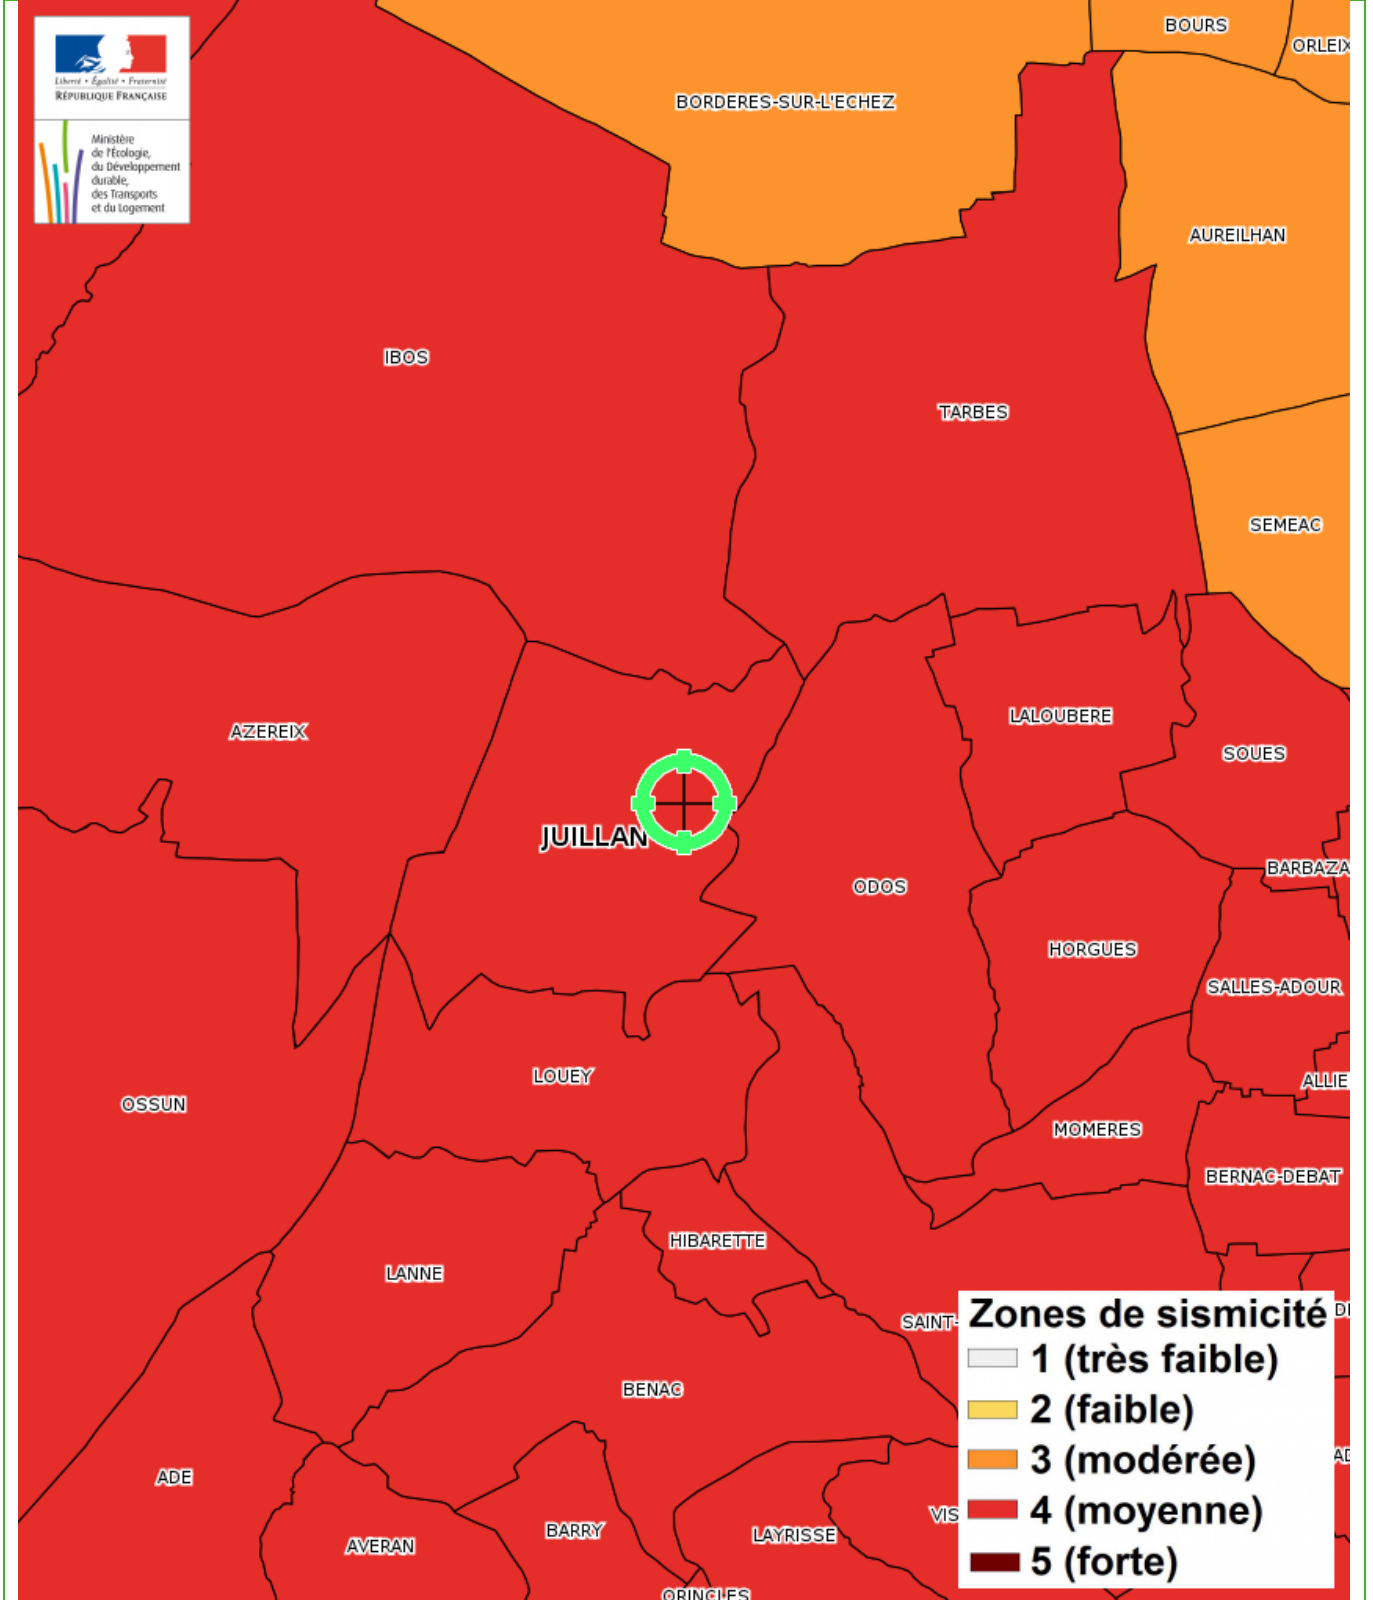 BOURS
ORLEIX
Liberté • Égalité • Fraternité
RÉPUBLIQUE FRANÇAISE
BORDERES-SUR-L'ECHEZ
Ministère
de l'Écologie,
du Développement
durable,
des Transports
et du Logement
AUREILHAN
IBOS
TARBES
SEMEAC
LALOUBERE
AZEREIX
SOUES
JUILLAN
BARBAZA
ODOS
HORGUES
SALLES-ADOUR
LOUEY
ALLIE
OSSUN
MOMERES
BERNAC-DEBAT
HIBARETTE
LANNE
SAINT-
Zones de sismicité
1 (très faible)
2 (faible)
3 (modérée)
4 (moyenne)
5 (forte)
BENAC
ADE
VIS
BARRY
LAYRISSE
AVERAN
ORINCLES